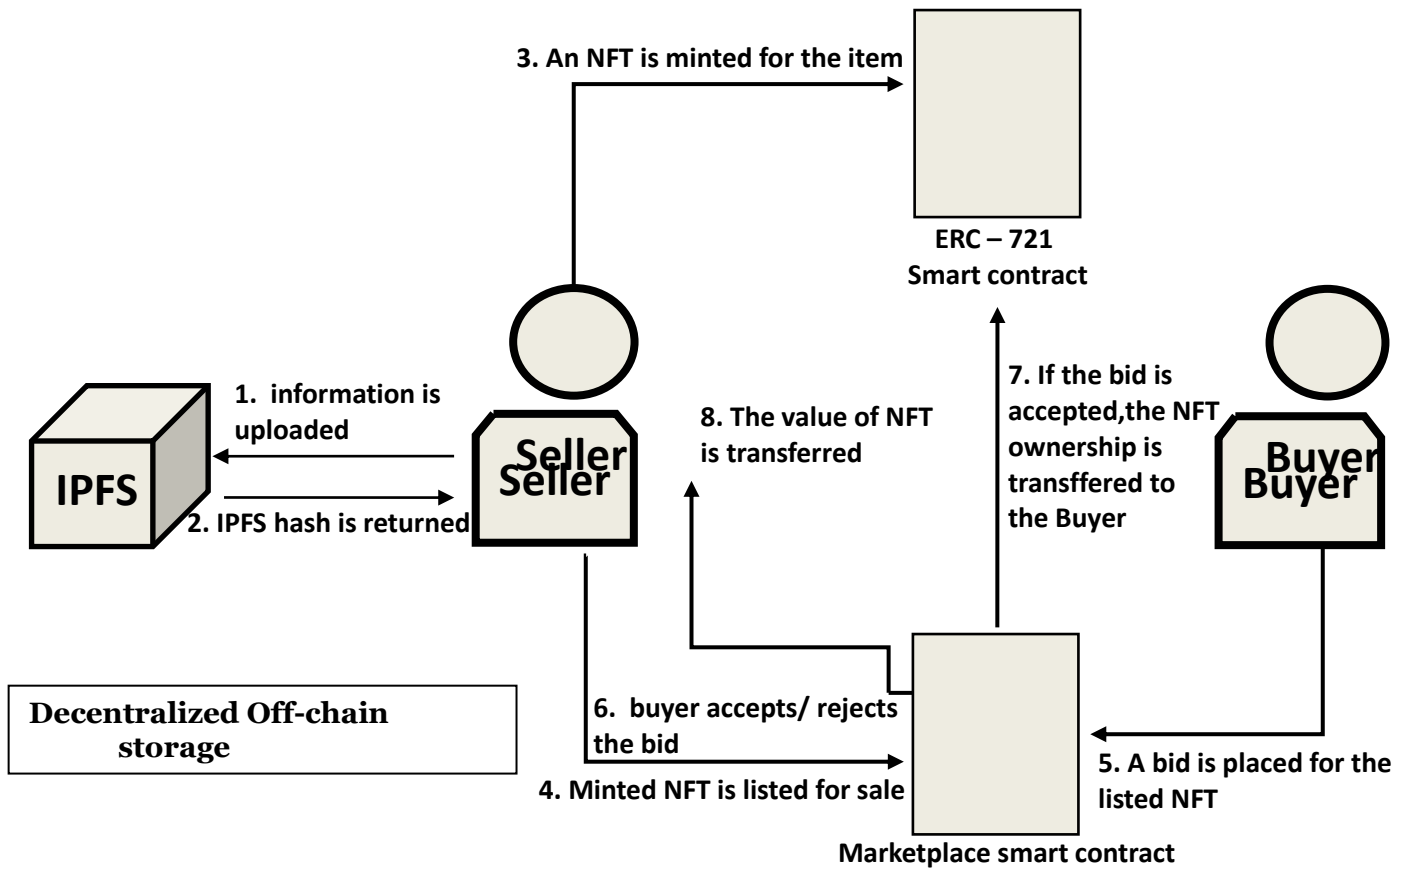 3. An NFT is minted for the item
ERC – 721
Smart contract
1. information is
uploaded
IPFS
2. IPFS hash is returned
Seller
Seller
8. The value of NFT
is transferred
7. If the bid is
accepted,the NFT
ownership is
transffered to
the Buyer
Buyer
Buyer
Decentralized Off-chain
storage
6. buyer accepts/ rejects
the bid
4. Minted NFT is listed for sale
5. A bid is placed for the
listed NFT
Marketplace smart contract